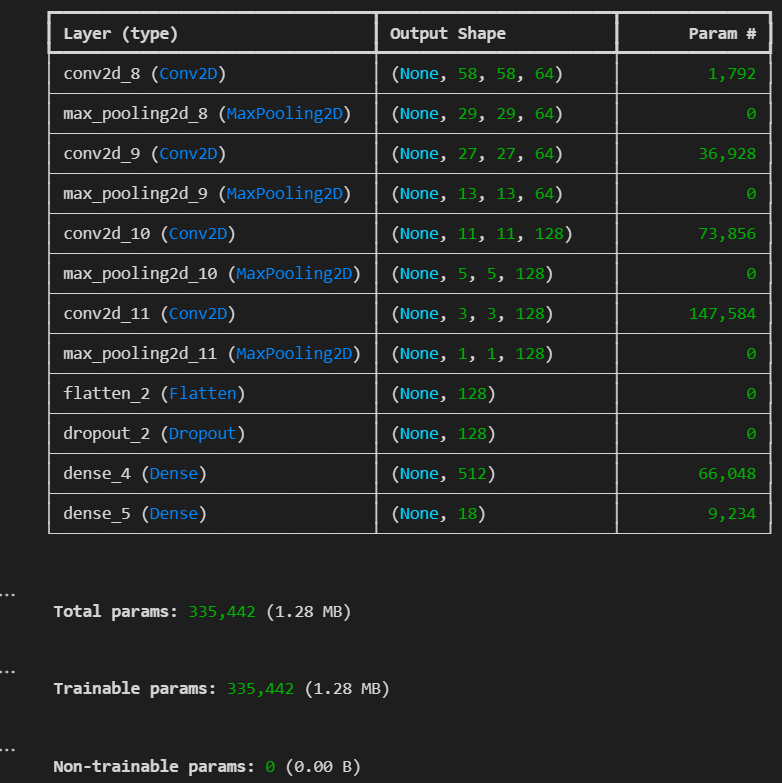 Layer (type) Output Shape Param #
conv2d_8 (Conv2D) (None, 58, 58, 64) 1,792
max_pooling2d_8 (MaxPooling2D) (None, 29, 29, 64) 0
conv2d_9 (Conv2D) (None, 27, 27, 64) 36,928
max_pooling2d_9 (MaxPooling2D) (None, 13, 13, 64) 0
conv2d_10 (Conv2D) (None, 11, 11, 128) 73,856
max_pooling2d_10 (MaxPooling2D) (None, 5, 5, 128) 0
conv2d_11 (Conv2D) (None, 3, 3, 128) 147,584
max_pooling2d_11 (MaxPooling2D) (None, 1, 1, 128) 0
flatten_2 (Flatten) (None, 128) 0
dropout_2 (Dropout) (None, 128) 0
dense_4 (Dense) (None, 512) 66,048
dense_5 (Dense) (None, 18) 9,234
...
Total params: 335,442 (1.28 MB)
...
Trainable params: 335,442 (1.28 MB)
...
Non-trainable params: 0 (0.00 B)